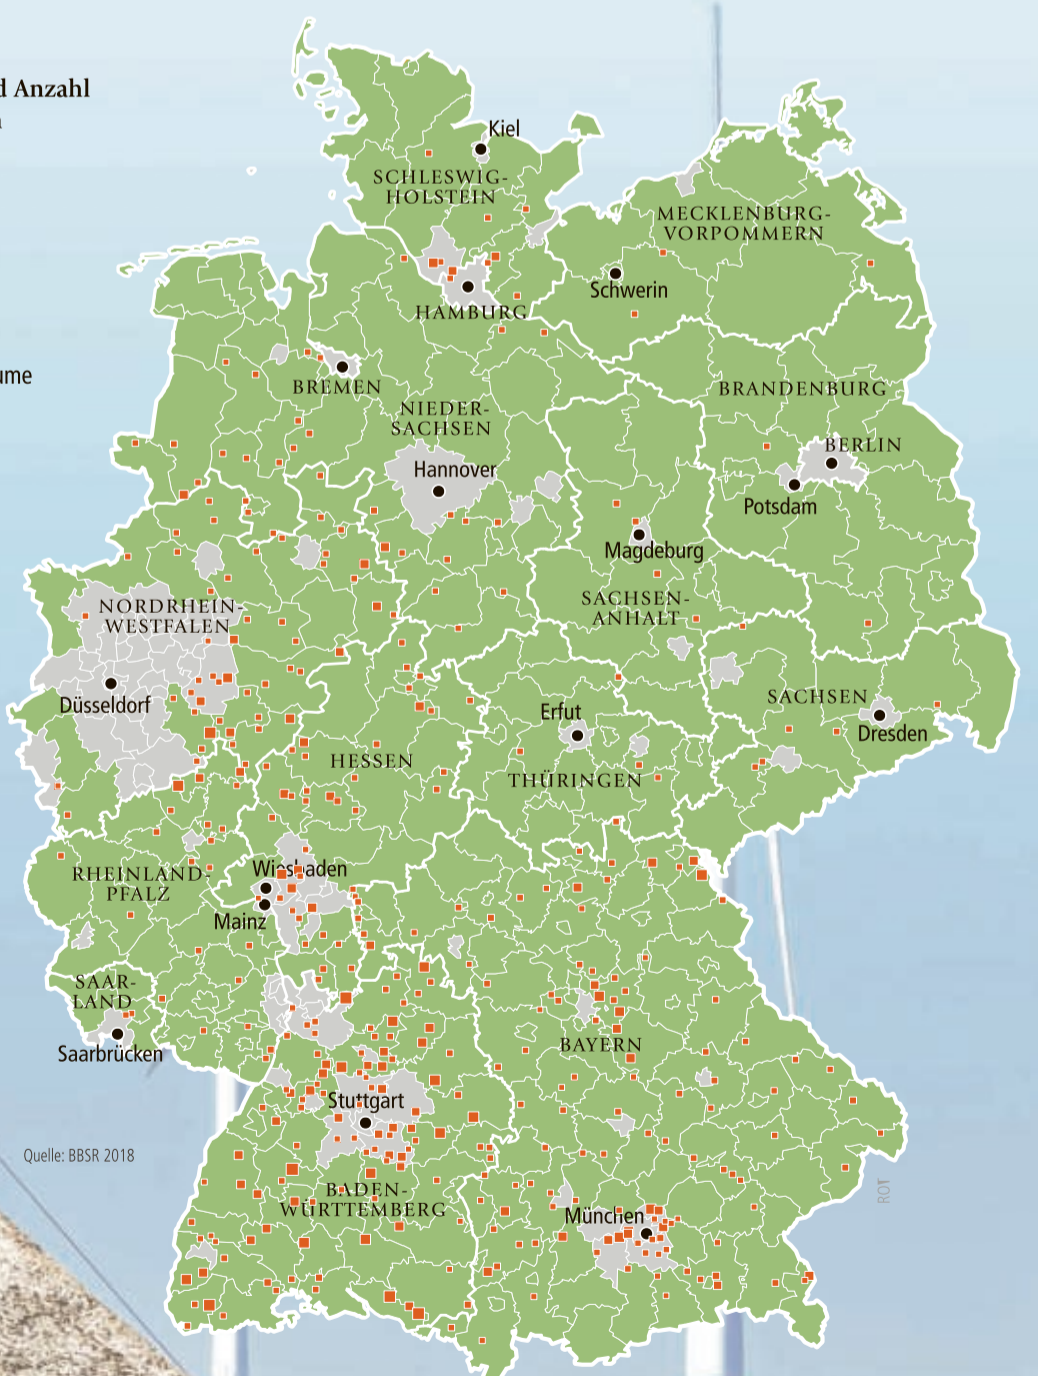 d Anzahl
ume
Kiel
SCHLESWIG-
HOLSTEIN
MECKLENBURG-
VORPOMMERN
Schwerin
HAMBURG
BREMEN
NIEDER-
SACHSEN
Hannover
BRANDENBURG
BERLIN
Potsdam
Magdeburg
SACHSEN-
ANHALT
NORDRHEIN-
WESTFALEN
Düsseldorf
Erfut
SACHSEN
Dresden
HESSEN
THÜRINGEN
RHEINLAND-
PFALZ
Wiesbaden
Mainz
SAAR-
LAND
Saarbrücken
BAYERN
Stuttgart
Quelle: BBSR 2018
BADEN-
WÜRTTEMBERG
München
ROT